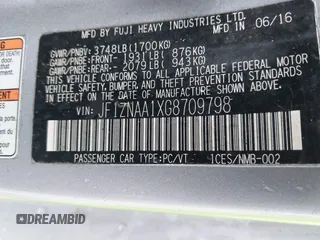 MFD BY: FUJI HEAVY INDUSTRIES LTD. 06/16
GVWR/PNBV: 3748LB(1700KG)
GAWR/PNBE:FRONT- 1931LB( 876KG)
GAWR/PNBE:REAR- 2079LB( 943KG)
THIS VEHICLE CONFORMS TO ALL APPLICABLE FEDERAL MOTOR
VEHICLE SAFETY, BUMPER, AND THEFT PREVENTION STANDARDS
IN EFFECT ON THE DATE OF MANUFACTURE SHOWN ABOVE.
VIN: JF1ZNAA1XG8709798
PASSENGER CAR TYPE:PC/VT 1CES/NMB-002
DREAMBID